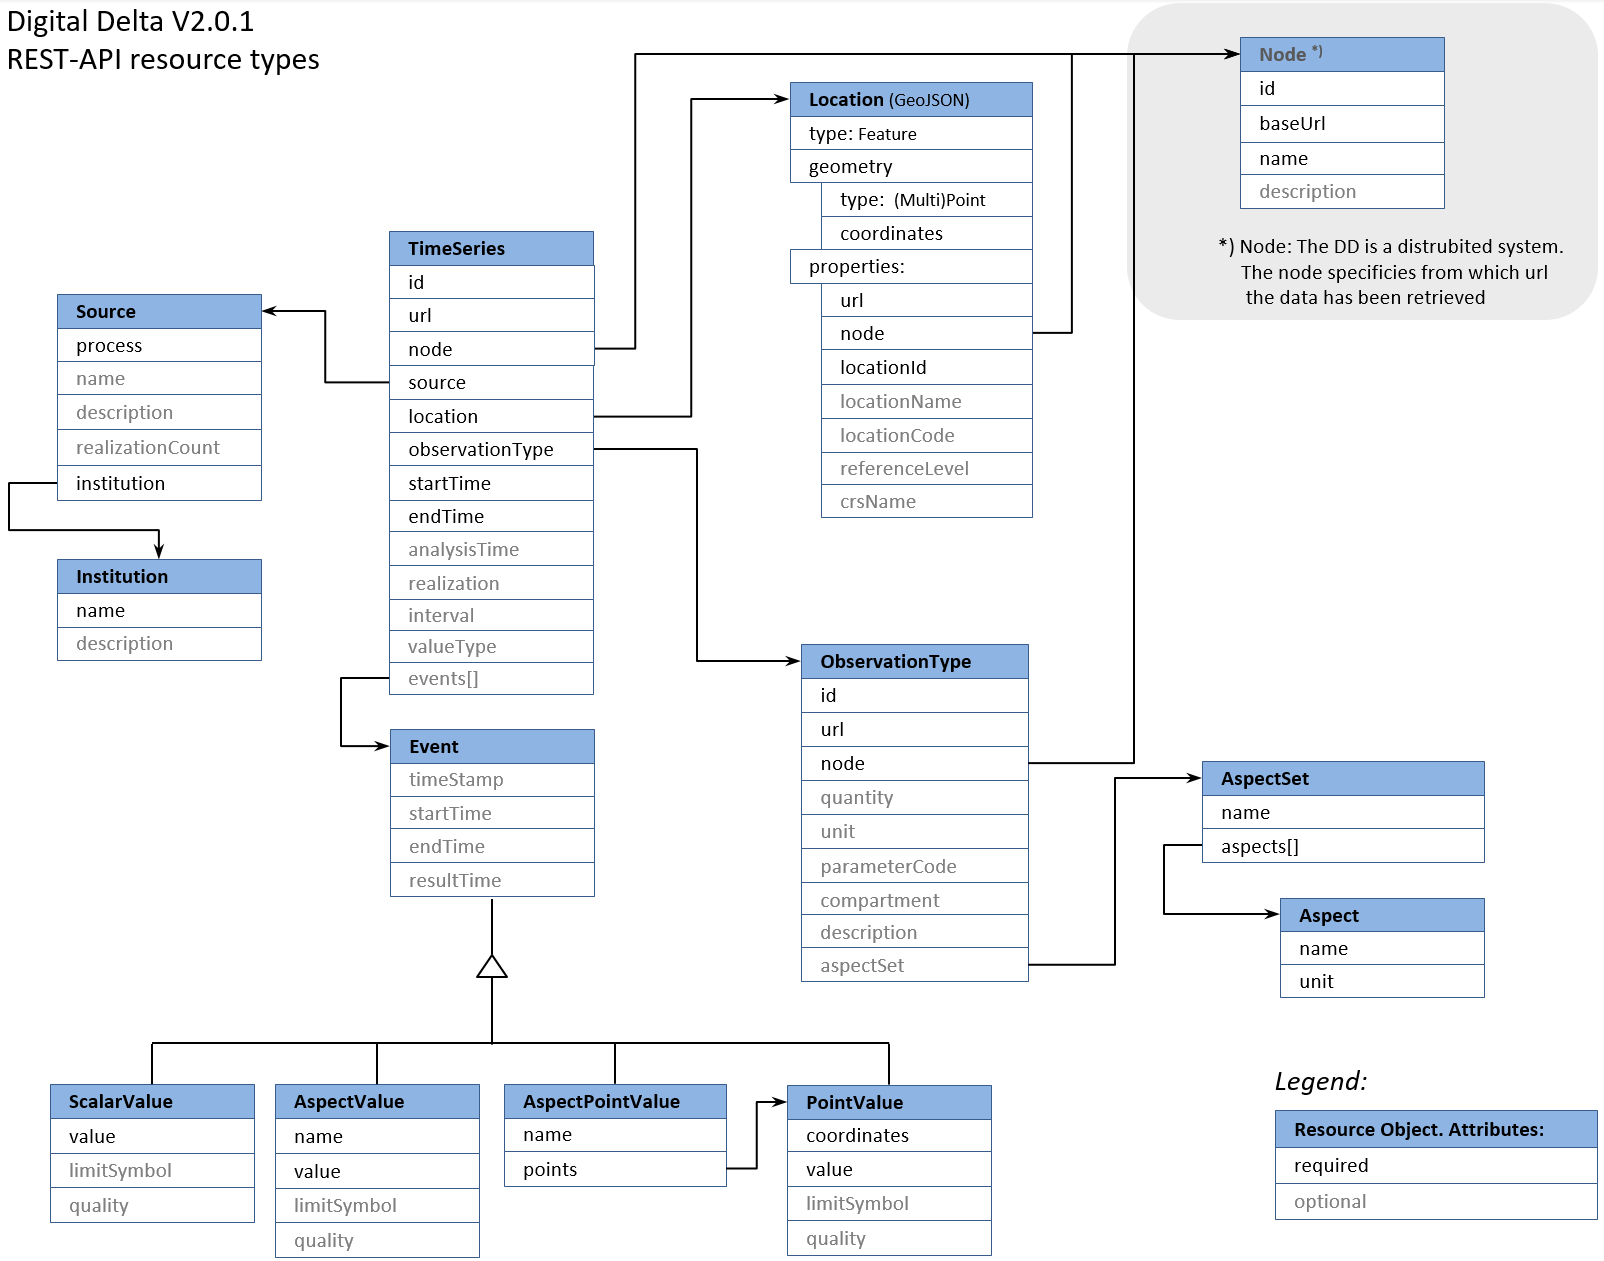 Digital Delta V2.0.1
REST-API resource types
Node *)
id
baseUrl
name
description
*) Node: The DD is a distrubited system.
The node specificies from which url
the data has been retrieved
Location (GeoJSON)
type: Feature
geometry
type: (Multi)Point
coordinates
properties:
url
node
locationId
locationName
locationCode
referenceLevel
crsName
TimeSeries
id
url
node
source
location
observationType
startTime
endTime
analysisTime
realization
interval
valueType
events[]
Source
process
name
description
realizationCount
institution
Institution
name
description
Event
timeStamp
startTime
endTime
resultTime
ObservationType
id
url
node
quantity
unit
parameterCode
compartment
description
aspectSet
AspectSet
name
aspects[]
Aspect
name
unit
ScalarValue
value
limitSymbol
quality
AspectValue
name
value
limitSymbol
quality
AspectPointValue
name
points
PointValue
coordinates
value
limitSymbol
quality
Legend:
Resource Object. Attributes:
required
optional